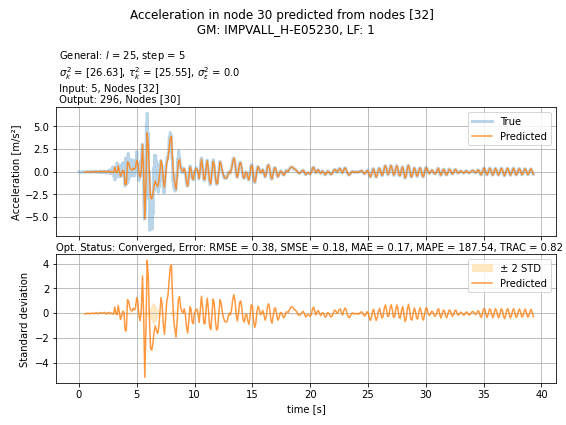 Acceleration in node 30 predicted from nodes [32]
GM: IMPVALL_H-E05230, LF: 1
General: l = 25, step = 5
σ²ₖ = [26.63], τ²ₖ = [25.55], σ²ε = 0.0
Input: 5, Nodes [32]
Output: 296, Nodes [30]
Acceleration [m/s²]
5.0
2.5
0.0
−2.5
−5.0
True
Predicted
Opt. Status: Converged, Error: RMSE = 0.38, SMSE = 0.18, MAE = 0.17, MAPE = 187.54, TRAC = 0.82
Standard deviation
4
2
0
−2
−4
± 2 STD
Predicted
0 5 10 15 20 25 30 35 40
time [s]